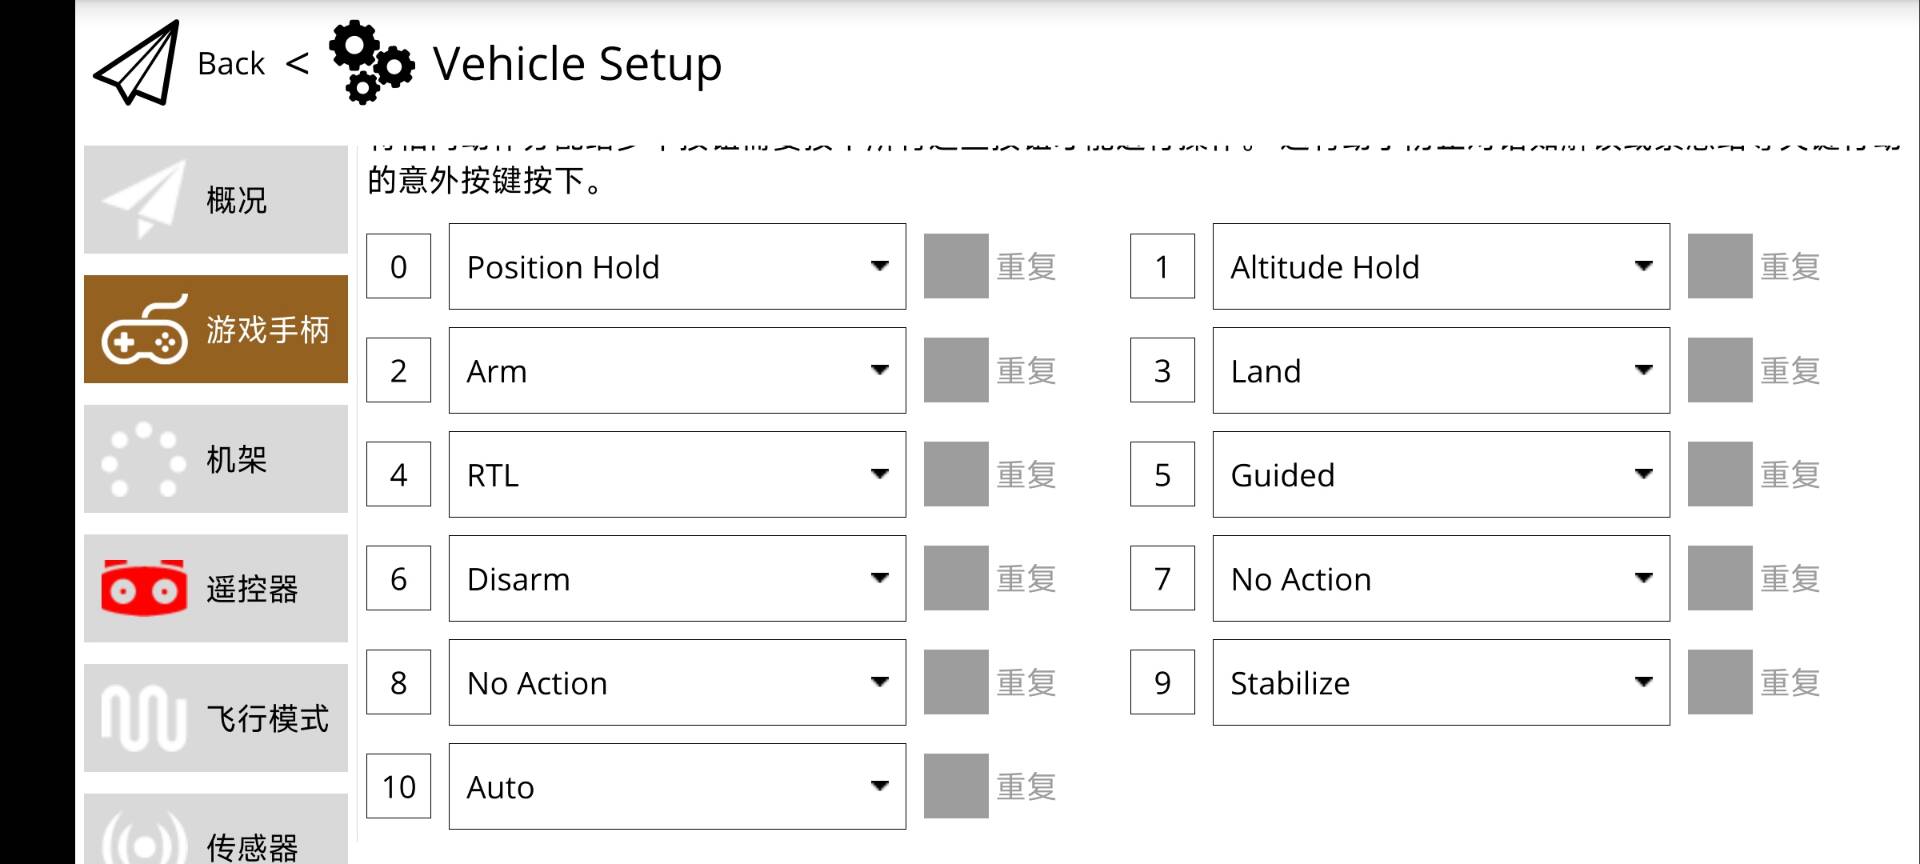 Back < Vehicle Setup
的意外按键按下。
概况
游戏手柄
机架
遥控器
飞行模式
传感器
0 Position Hold 重复 1 Altitude Hold 重复
2 Arm 重复 3 Land 重复
4 RTL 重复 5 Guided 重复
6 Disarm 重复 7 No Action 重复
8 No Action 重复 9 Stabilize 重复
10 Auto 重复